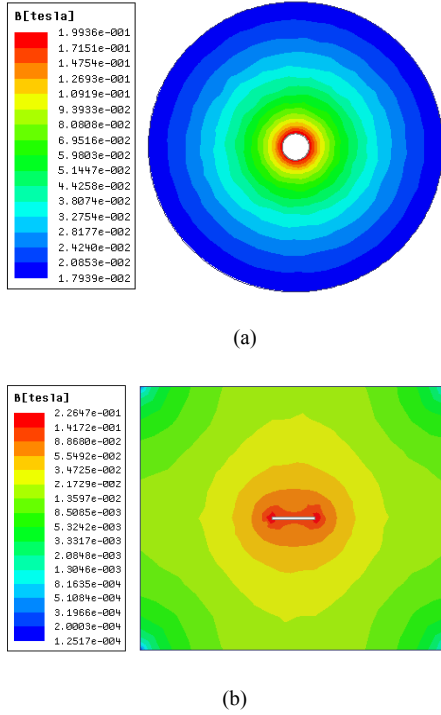 B[tesla]
1.9936e-001
1.7151e-001
1.4754e-001
1.2693e-001
1.0919e-001
9.3933e-002
8.0808e-002
6.9516e-002
5.9803e-002
5.1447e-002
4.4258e-002
3.8074e-002
3.2754e-002
2.8177e-002
2.4240e-002
2.0853e-002
1.7939e-002
(a)
B[tesla]
2.2647e-001
1.4172e-001
8.8680e-002
5.5492e-002
3.4725e-002
2.1729e-002
1.3597e-002
8.5085e-003
5.3242e-003
3.3317e-003
2.0848e-003
1.3046e-003
8.1635e-004
5.1084e-004
3.1966e-004
2.0003e-004
1.2517e-004
(b)